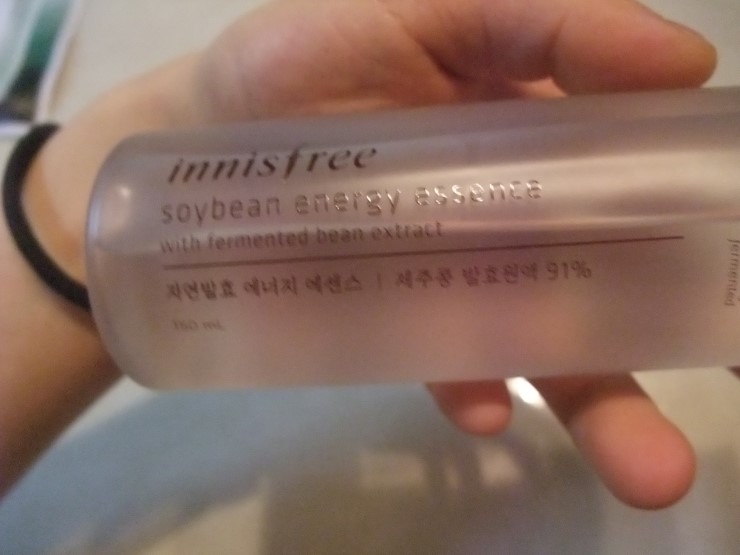 innisfree
soybean energy essence
with fermented bean extract
자연발효 에너지 에센스 | 제주콩 발효원액 91%
160 mL
fermented